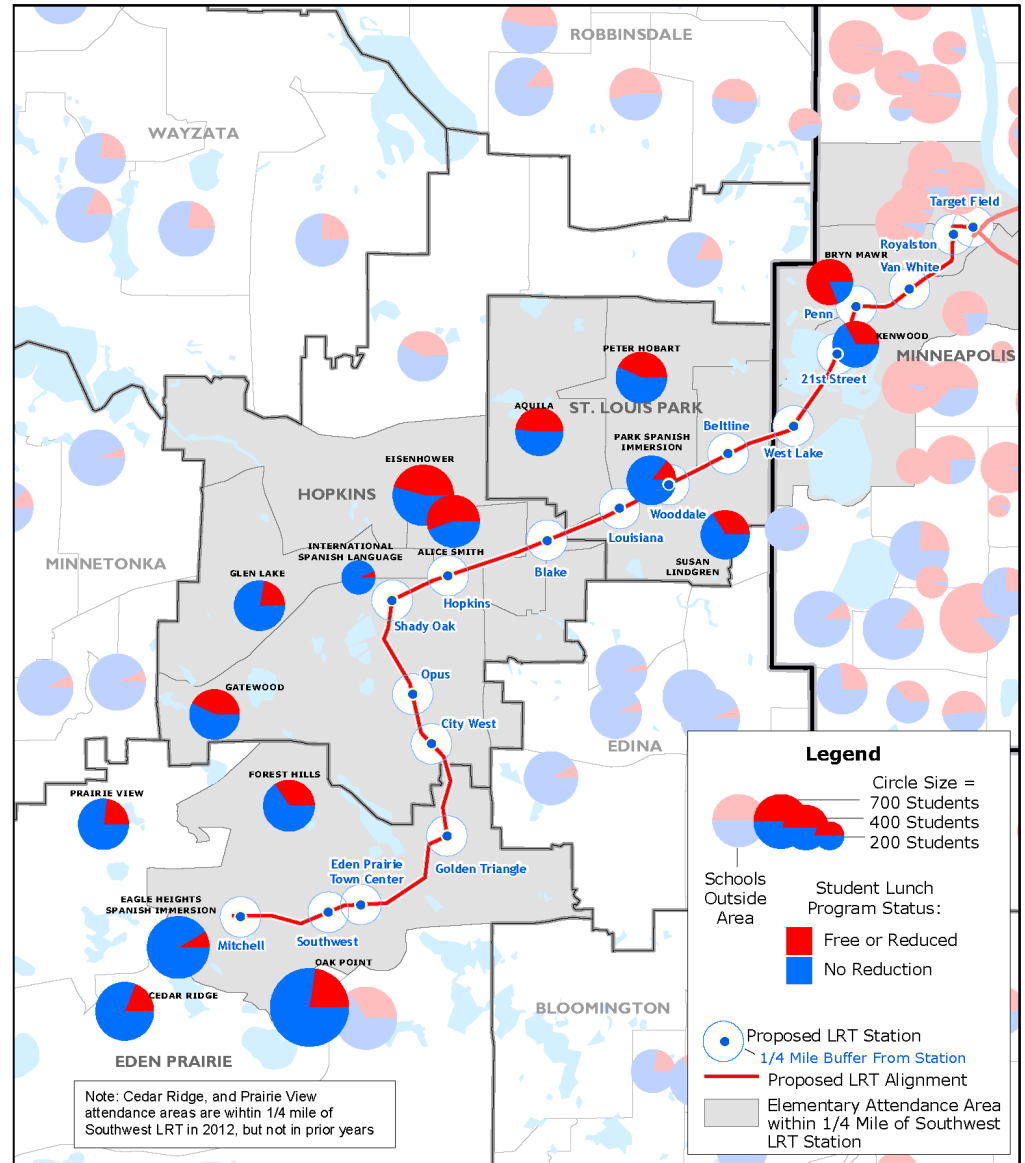 ROBBINSDALE
WAYZATA
Target Field
Royalston
BRYN MAWR
Van White
Penn
KENWOOD
MINNEAPOLIS
21st Street
PETER HOBART
ST. LOUIS PARK
AQUILA
Beltline
PARK SPANISH
IMMERSION
West Lake
EISENHOWER
HOPKINS
Wooddale
Louisiana
INTERNATIONAL
SPANISH LANGUAGE
ALICE SMITH
SUSAN
LINDGREN
MINNETONKA
GLEN LAKE
Blake
Hopkins
Shady Oak
Opus
GATEWOOD
City West
EDINA
FOREST HILLS
PRAIRIE VIEW
Golden Triangle
Eden Prairie
Town Center
EAGLE HEIGHTS
SPANISH IMMERSION
Mitchell
Southwest
OAK POINT
CEDAR RIDGE
BLOOMINGTON
EDEN PRAIRIE
Note: Cedar Ridge, and Prairie View
attendance areas are wihtin 1/4 mile of
Southwest LRT in 2012, but not in prior years
Legend
Circle Size =
700 Students
400 Students
200 Students
Schools
Outside
Area
Student Lunch
Program Status:
Free or Reduced
No Reduction
Proposed LRT Station
1/4 Mile Buffer From Station
Proposed LRT Alignment
Elementary Attendance Area
within 1/4 Mile of Southwest
LRT Station